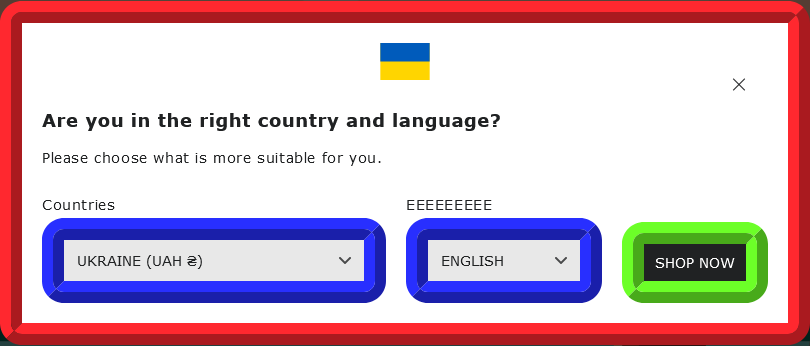 Are you in the right country and language?
Please choose what is more suitable for you.
Countries
EEEEEEEEE
UKRAINE (UAH ₴)
ENGLISH
SHOP NOW